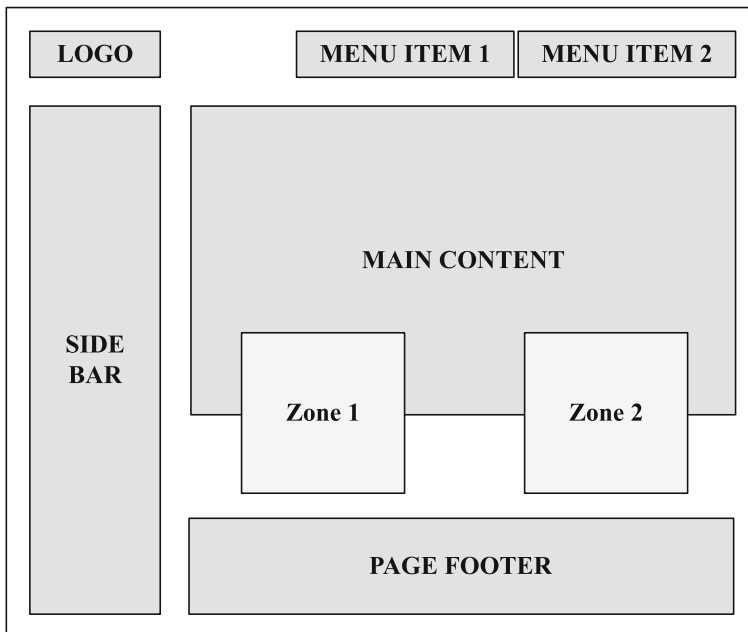 LOGO
MENU ITEM 1
MENU ITEM 2
MAIN CONTENT
SIDE
BAR
Zone 1
Zone 2
PAGE FOOTER